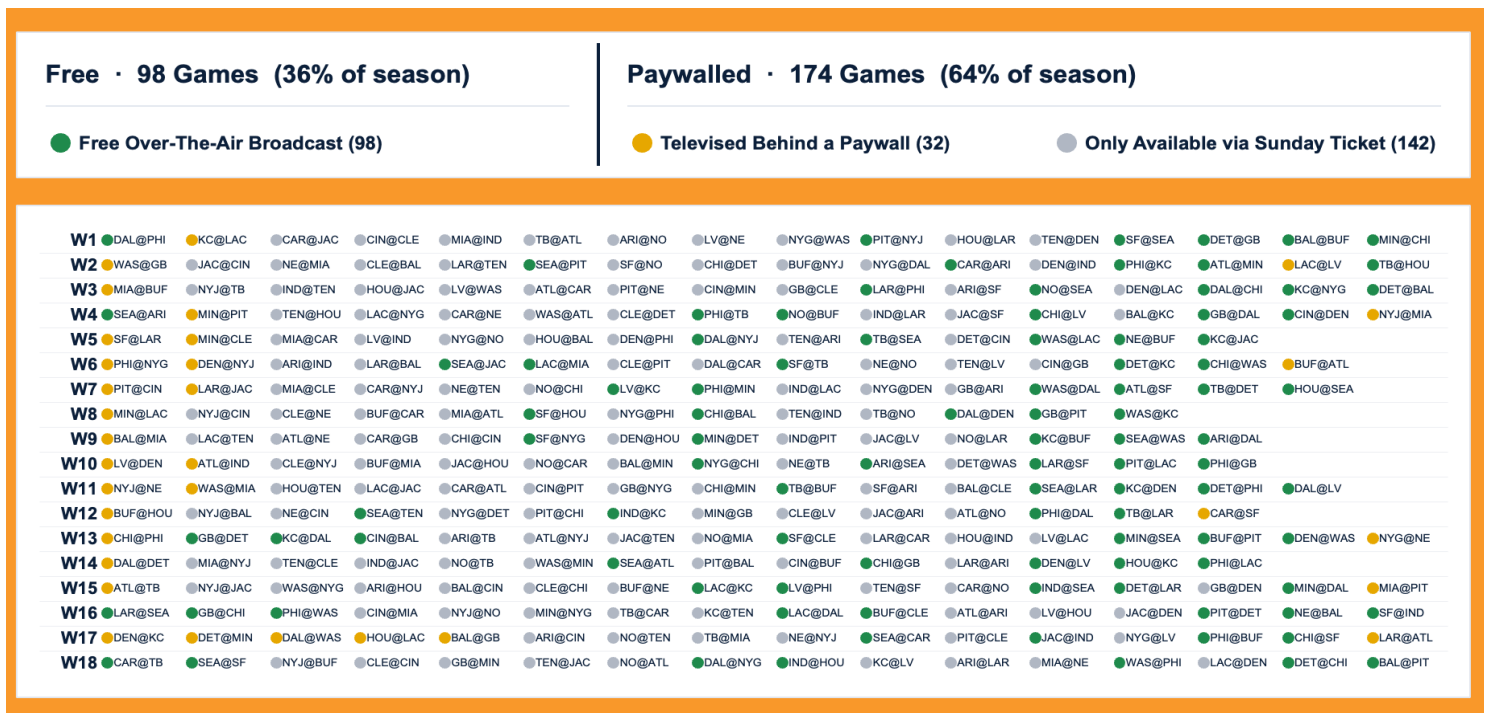 Free · 98 Games (36% of season)
Paywalled · 174 Games (64% of season)
Free Over-The-Air Broadcast (98)
Televised Behind a Paywall (32)
Only Available via Sunday Ticket (142)
W1 DAL@PHI KC@LAC CAR@JAC CIN@CLE MIA@IND TB@ATL ARI@NO LV@NE NYG@WAS PIT@NYJ HOU@LAR TEN@DEN SF@SEA DET@GB BAL@BUF MIN@CHI
W2 WAS@GB JAC@CIN NE@MIA CLE@BAL LAR@TEN SEA@PIT SF@NO CHI@DET BUF@NYJ NYG@DAL CAR@ARI DEN@IND PHI@KC ATL@MIN LAC@LV TB@HOU
W3 MIA@BUF NYJ@TB IND@TEN HOU@JAC LV@WAS ATL@CAR PIT@NE CIN@MIN GB@CLE LAR@PHI ARI@SF NO@SEA DEN@LAC DAL@CHI KC@NYG DET@BAL
W4 SEA@ARI MIN@PIT TEN@HOU LAC@NYG CAR@NE WAS@ATL CLE@DET PHI@TB NO@BUF IND@LAR JAC@SF CHI@LV BAL@KC GB@DAL CIN@DEN NYJ@MIA
W5 SF@LAR MIN@CLE MIA@CAR LV@IND NYG@NO HOU@BAL DEN@PHI DAL@NYJ TEN@ARI TB@SEA DET@CIN WAS@LAC NE@BUF KC@JAC
W6 PHI@NYG DEN@NYJ ARI@IND LAR@BAL SEA@JAC LAC@MIA CLE@PIT DAL@CAR SF@TB NE@NO TEN@LV CIN@GB DET@KC CHI@WAS BUF@ATL
W7 PIT@CIN LAR@JAC MIA@CLE CAR@NYJ NE@TEN NO@CHI LV@KC PHI@MIN IND@LAC NYG@DEN GB@ARI WAS@DAL ATL@SF TB@DET HOU@SEA
W8 MIN@LAC NYJ@CIN CLE@NE BUF@CAR MIA@ATL SF@HOU NYG@PHI CHI@BAL TEN@IND TB@NO DAL@DEN GB@PIT WAS@KC
W9 BAL@MIA LAC@TEN ATL@NE CAR@GB CHI@CIN SF@NYG DEN@HOU MIN@DET IND@PIT JAC@LV NO@LAR KC@BUF SEA@WAS ARI@DAL
W10 LV@DEN ATL@IND CLE@NYJ BUF@MIA JAC@HOU NO@CAR BAL@MIN NYG@CHI NE@TB ARI@SEA DET@WAS LAR@SF PIT@LAC PHI@GB
W11 NYJ@NE WAS@MIA HOU@TEN LAC@JAC CAR@ATL CIN@PIT GB@NYG CHI@MIN TB@BUF SF@ARI BAL@CLE SEA@LAR KC@DEN DET@PHI DAL@LV
W12 BUF@HOU NYJ@BAL NE@CIN SEA@TEN NYG@DET PIT@CHI IND@KC MIN@GB CLE@LV JAC@ARI ATL@NO PHI@DAL TB@LAR CAR@SF
W13 CHI@PHI GB@DET KC@DAL CIN@BAL ARI@TB ATL@NYJ JAC@TEN NO@MIA SF@CLE LAR@CAR HOU@IND LV@LAC MIN@SEA BUF@PIT DEN@WAS NYG@NE
W14 DAL@DET MIA@NYJ TEN@CLE IND@JAC NO@TB WAS@MIN SEA@ATL PIT@BAL CIN@BUF CHI@GB LAR@ARI DEN@LV HOU@KC PHI@LAC
W15 ATL@TB NYJ@JAC WAS@NYG ARI@HOU BAL@CIN CLE@CHI BUF@NE LAC@KC LV@PHI TEN@SF CAR@NO IND@SEA DET@LAR GB@DEN MIN@DAL MIA@PIT
W16 LAR@SEA GB@CHI PHI@WAS CIN@MIA NYJ@NO MIN@NYG TB@CAR KC@TEN LAC@DAL BUF@CLE ATL@ARI LV@HOU JAC@DEN PIT@DET NE@BAL SF@IND
W17 DEN@KC DET@MIN DAL@WAS HOU@LAC BAL@GB ARI@CIN NO@TEN TB@MIA NE@NYJ SEA@CAR PIT@CLE JAC@IND NYG@LV PHI@BUF CHI@SF LAR@ATL
W18 CAR@TB SEA@SF NYJ@BUF CLE@CIN GB@MIN TEN@JAC NO@ATL DAL@NYG IND@HOU KC@LV ARI@LAR MIA@NE WAS@PHI LAC@DEN DET@CHI BAL@PIT